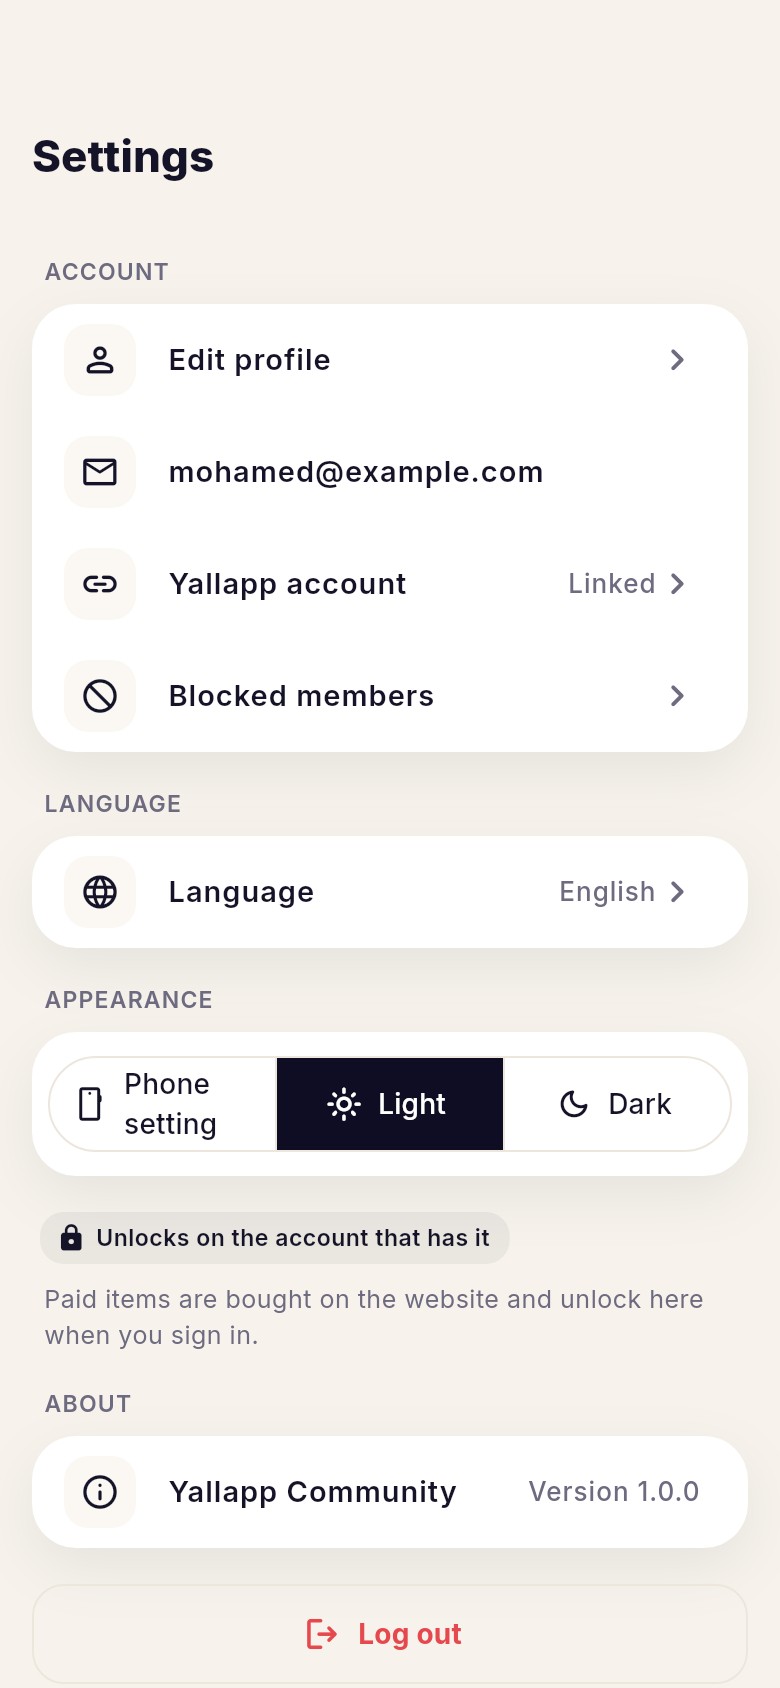 Settings
ACCOUNT
Edit profile
mohamed@example.com
Yallapp account
Linked
Blocked members
LANGUAGE
Language
English
APPEARANCE
Phone
setting
Light
Dark
Unlocks on the account that has it
Paid items are bought on the website and unlock here
when you sign in.
ABOUT
Yallapp Community
Version 1.0.0
Log out